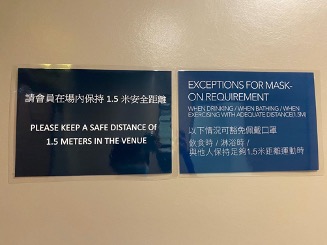 請會員在場內保持 1.5 米安全距離
PLEASE KEEP A SAFE DISTANCE Of
1.5 METERS IN THE VENUE
EXCEPTIONS FOR MASK-
ON REQUIREMENT
WHEN DRINKING / WHEN BATHING / WHEN
EXERCISING WITH ADEQUATE DISTANCE(1.5M)
以下情況可豁免佩戴口罩
飲食時 / 淋浴時 /
與他人保持足夠1.5米距離運動時